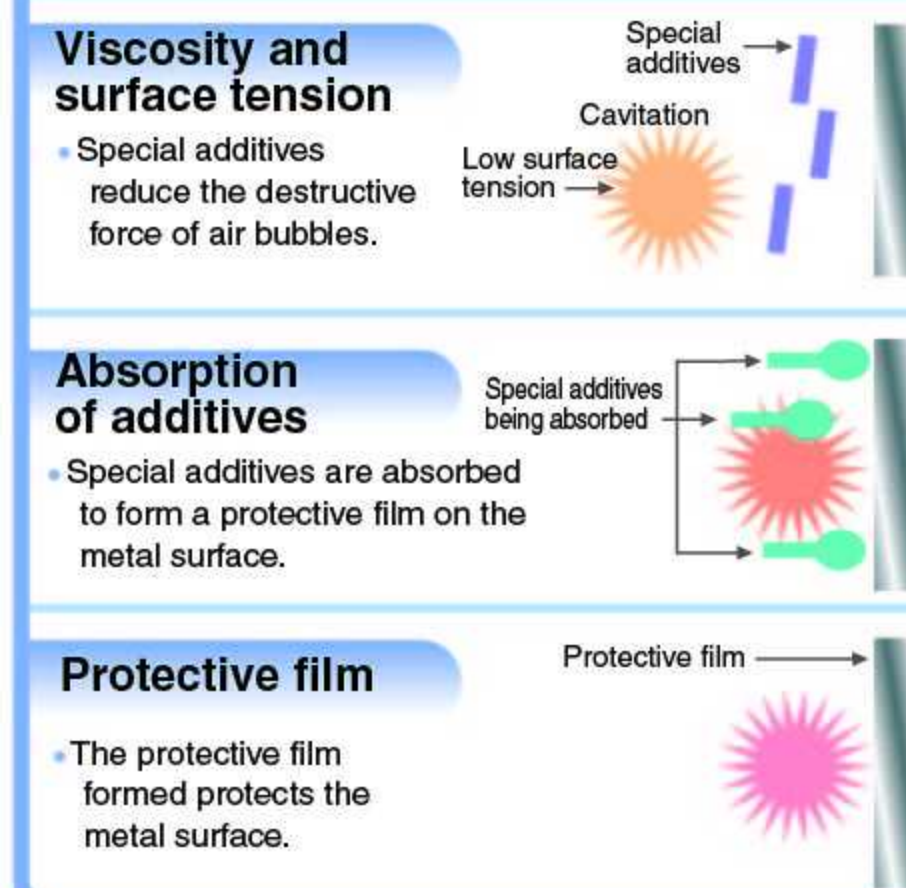 Viscosity and
surface tension
• Special additives
reduce the destructive
force of air bubbles.
Special
additives
Cavitation
Low surface
tension
Absorption
of additives
• Special additives are absorbed
to form a protective film on the
metal surface.
Special additives
being absorbed
Protective film
• The protective film
formed protects the
metal surface.
Protective film